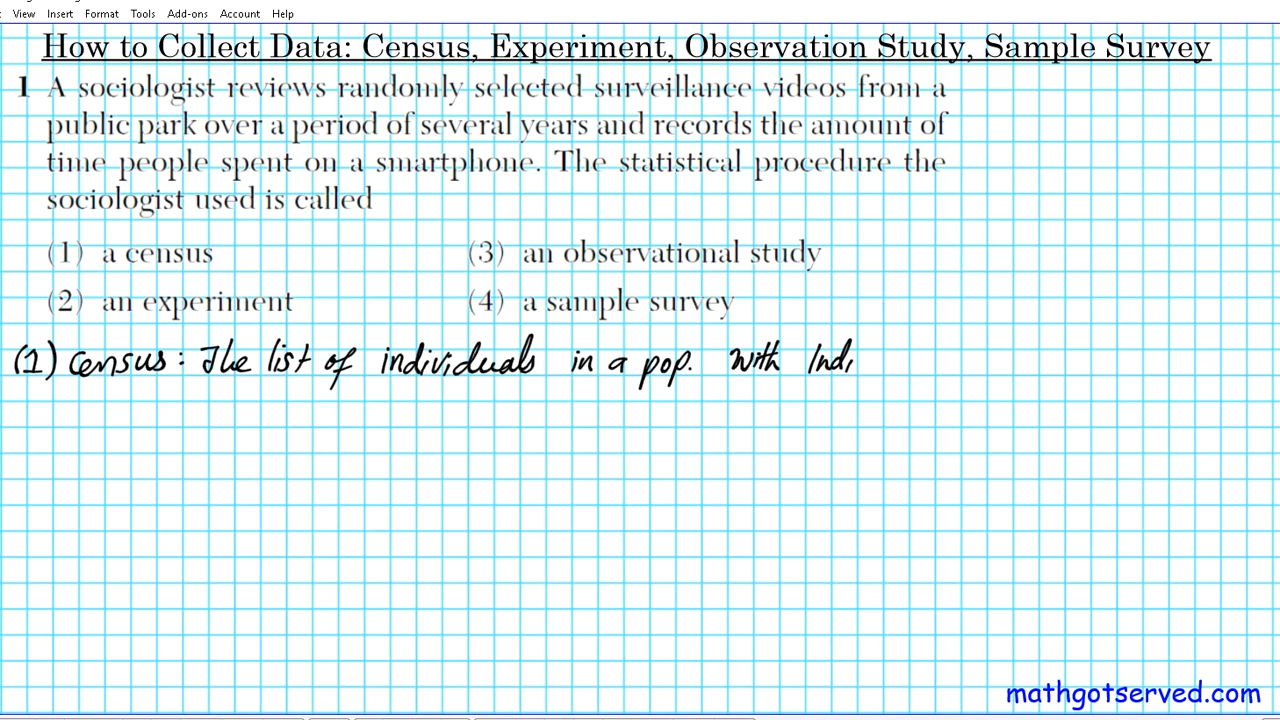 View Insert Format Tools Add-ons Account Help
How to Collect Data: Census, Experiment, Observation Study, Sample Survey
1 A sociologist reviews randomly selected surveillance videos from a
public park over a period of several years and records the amount of
time people spent on a smartphone. The statistical procedure the
sociologist used is called
(1) a census (3) an observational study
(2) an experiment (4) a sample survey
(1) Census: The list of individuals in a pop. With Indi
mathgotserved.com